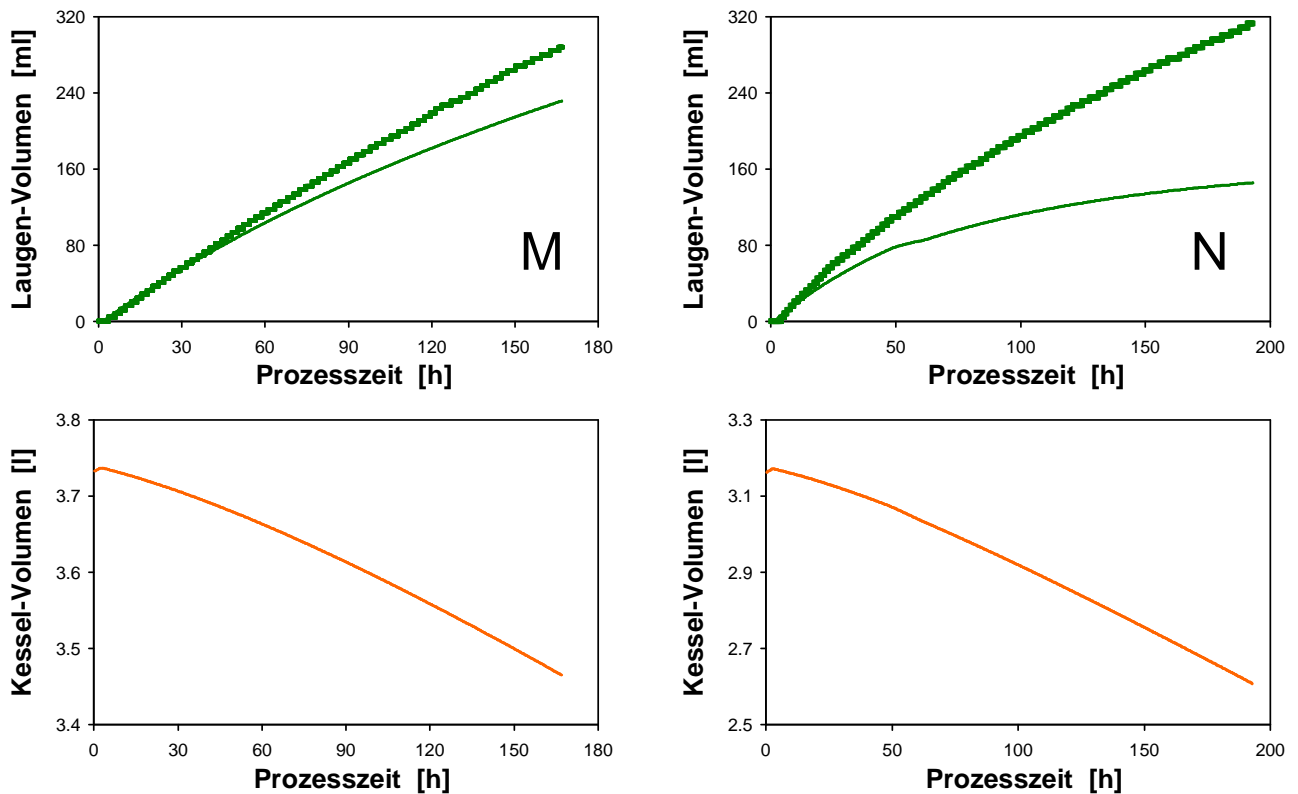 Laugen-Volumen [ml]
320
240
160
80
0
0 30 60 90 120 150 180
Prozesszeit [h]
M
Laugen-Volumen [ml]
320
240
160
80
0
0 50 100 150 200
Prozesszeit [h]
N
Kessel-Volumen [l]
3.8
3.7
3.6
3.5
3.4
0 30 60 90 120 150 180
Prozesszeit [h]
Kessel-Volumen [l]
3.3
3.1
2.9
2.7
2.5
0 50 100 150 200
Prozesszeit [h]